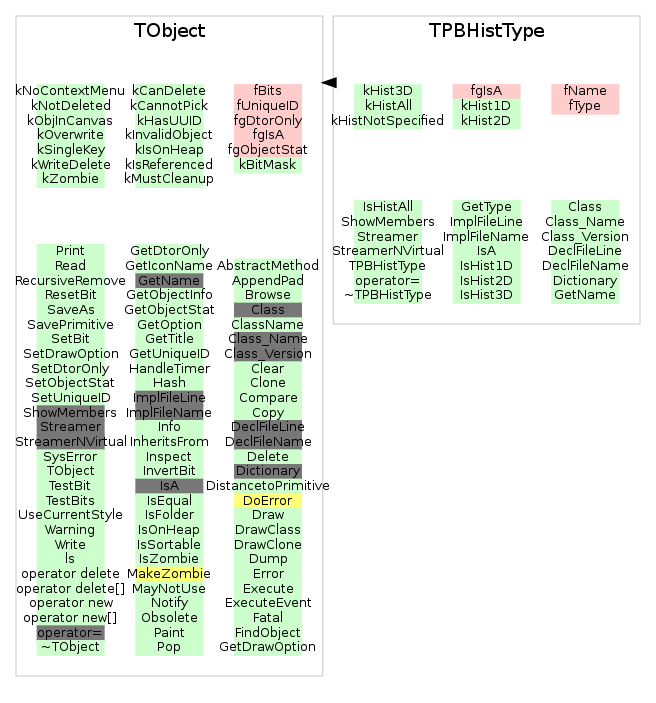 TObject
kNoContextMenu
kNotDeleted
kObjInCanvas
kOverwrite
kSingleKey
kWriteDelete
kZombie
kCanDelete
kCannotPick
kHasUUID
kInvalidObject
kIsOnHeap
kIsReferenced
kMustCleanup
fBits
fUniqueID
fgDtorOnly
fgIsA
fgObjectStat
kBitMask
Print
Read
RecursiveRemove
ResetBit
SaveAs
SavePrimitive
SetBit
SetDrawOption
SetDtorOnly
SetObjectStat
SetUniqueID
ShowMembers
Streamer
StreamerNVirtual
SysError
TObject
TestBit
TestBits
UseCurrentStyle
Warning
Write
ls
operator delete
operator delete[]
operator new
operator new[]
operator=
~TObject
GetDtorOnly
GetIconName
GetName
GetObjectInfo
GetObjectStat
GetOption
GetTitle
GetUniqueID
HandleTimer
Hash
ImplFileLine
ImplFileName
Info
InheritsFrom
Inspect
InvertBit
IsA
IsEqual
IsFolder
IsOnHeap
IsSortable
IsZombie
MakeZombie
MayNotUse
Notify
Obsolete
Paint
Pop
AbstractMethod
AppendPad
Browse
Class
ClassName
Class_Name
Class_Version
Clear
Clone
Compare
Copy
DeclFileLine
DeclFileName
Delete
Dictionary
DistancetoPrimitive
DoError
Draw
DrawClass
DrawClone
Dump
Error
Execute
ExecuteEvent
Fatal
FindObject
GetDrawOption
TPBHistType
kHist3D
kHistAll
kHistNotSpecified
fgIsA
kHist1D
kHist2D
fName
fType
IsHistAll
ShowMembers
Streamer
StreamerNVirtual
TPBHistType
operator=
~TPBHistType
GetType
ImplFileLine
ImplFileName
IsA
IsHist1D
IsHist2D
IsHist3D
Class
Class_Name
Class_Version
DeclFileLine
DeclFileName
Dictionary
GetName